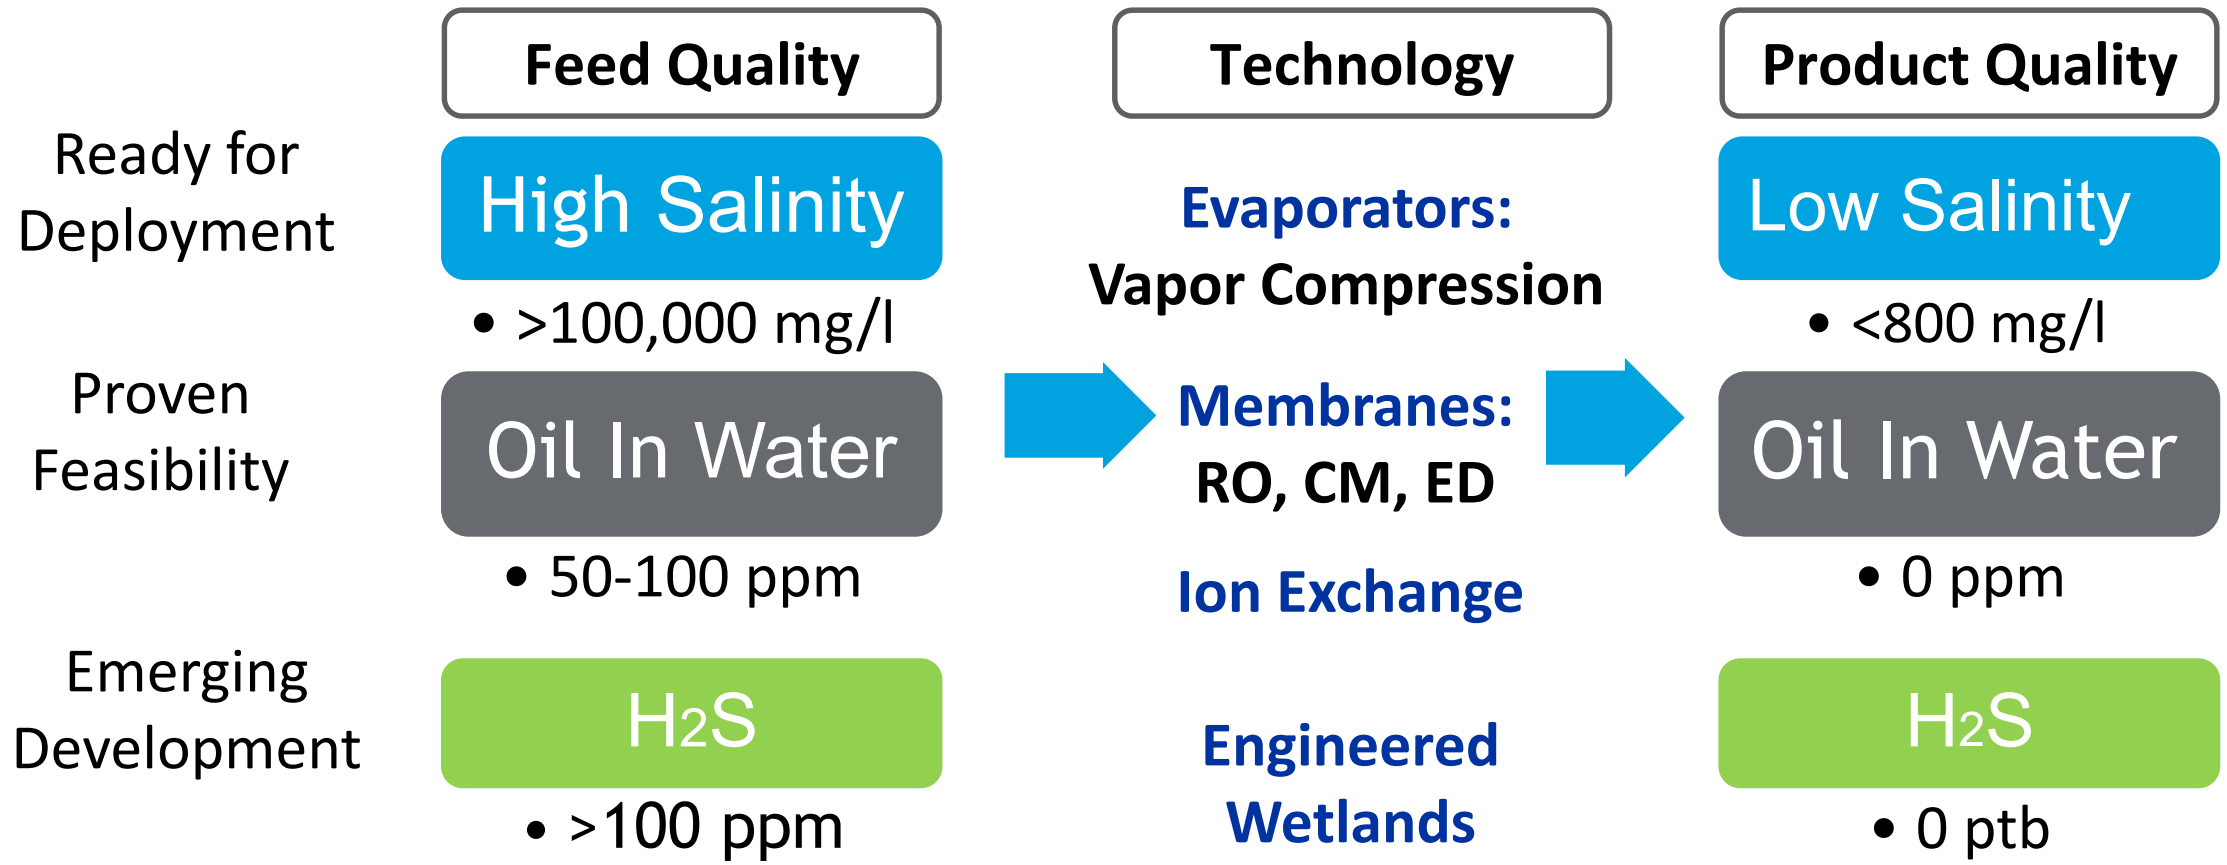 Feed Quality
Technology
Product Quality
Ready for
Deployment
High Salinity
• >100,000 mg/l
Evaporators:
Vapor Compression
Low Salinity
• <800 mg/l
Proven
Feasibility
Oil In Water
• 50-100 ppm
Membranes:
RO, CM, ED
Ion Exchange
Oil In Water
• 0 ppm
Emerging
Development
H2S
• >100 ppm
Engineered
Wetlands
H2S
• 0 ptb